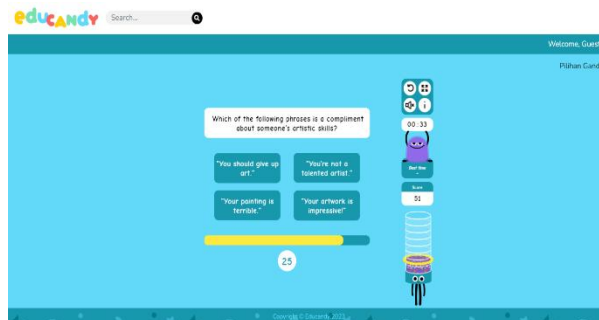 eduCANDY
Search...
Welcome, Guest
Pilihan Gand
00:33
Which of the following phrases is a compliment
about someone's artistic skills?
"You should give up
art."
"You're not a
talented artist."
"Your painting is
terrible."
"Your artwork is
impressive!"
Best time
-
Score
51
25
Copyright © Educandy 2023